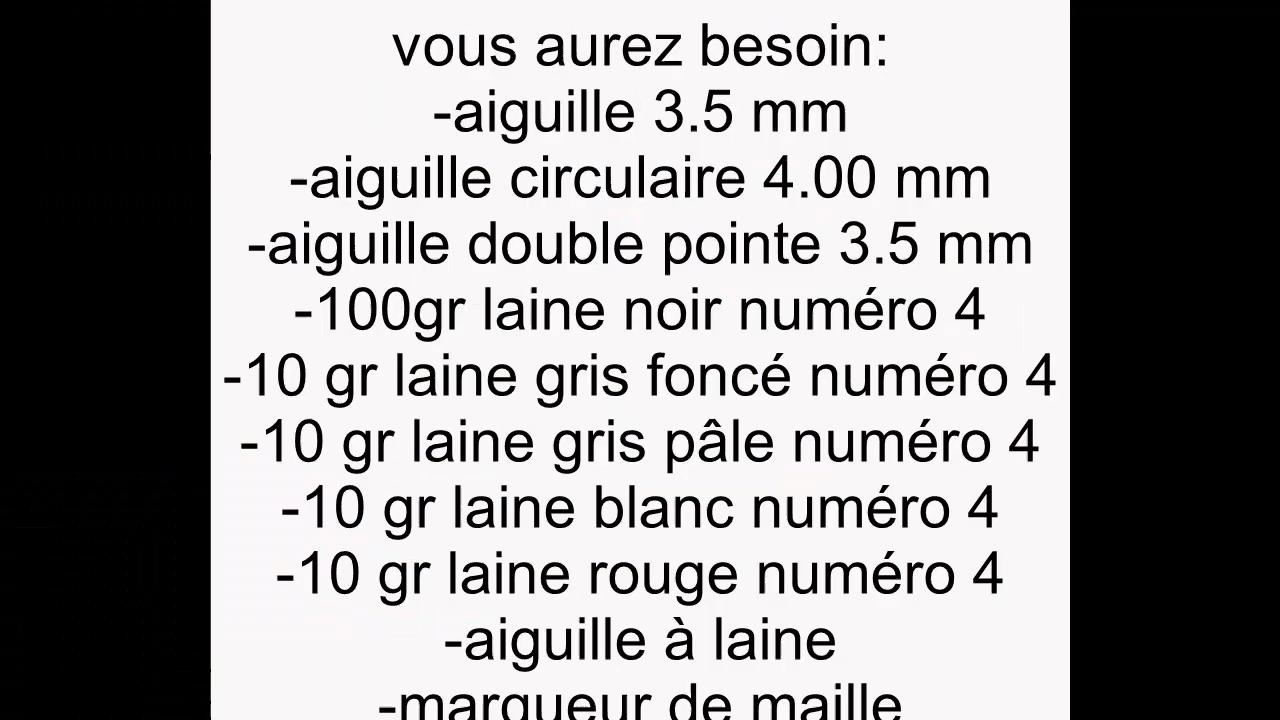 vous aurez besoin:
-aiguille 3.5 mm
-aiguille circulaire 4.00 mm
-aiguille double pointe 3.5 mm
-100gr laine noir numéro 4
-10 gr laine gris foncé numéro 4
-10 gr laine gris pâle numéro 4
-10 gr laine blanc numéro 4
-10 gr laine rouge numéro 4
-aiguille à laine
-marqueur de maille